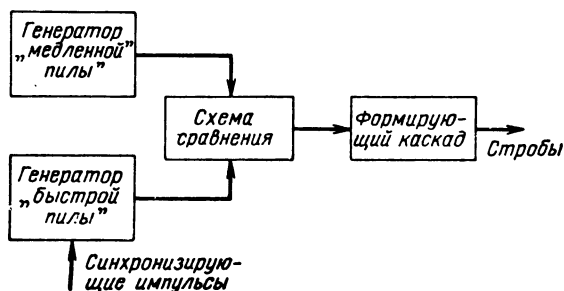 Генератор
„медленной”
пилы”
Схема
сравнения
Формирую-
щий каскад
Стробы
Генератор
„быстрой
пилы”
Синхронизирую-
щие импульсы